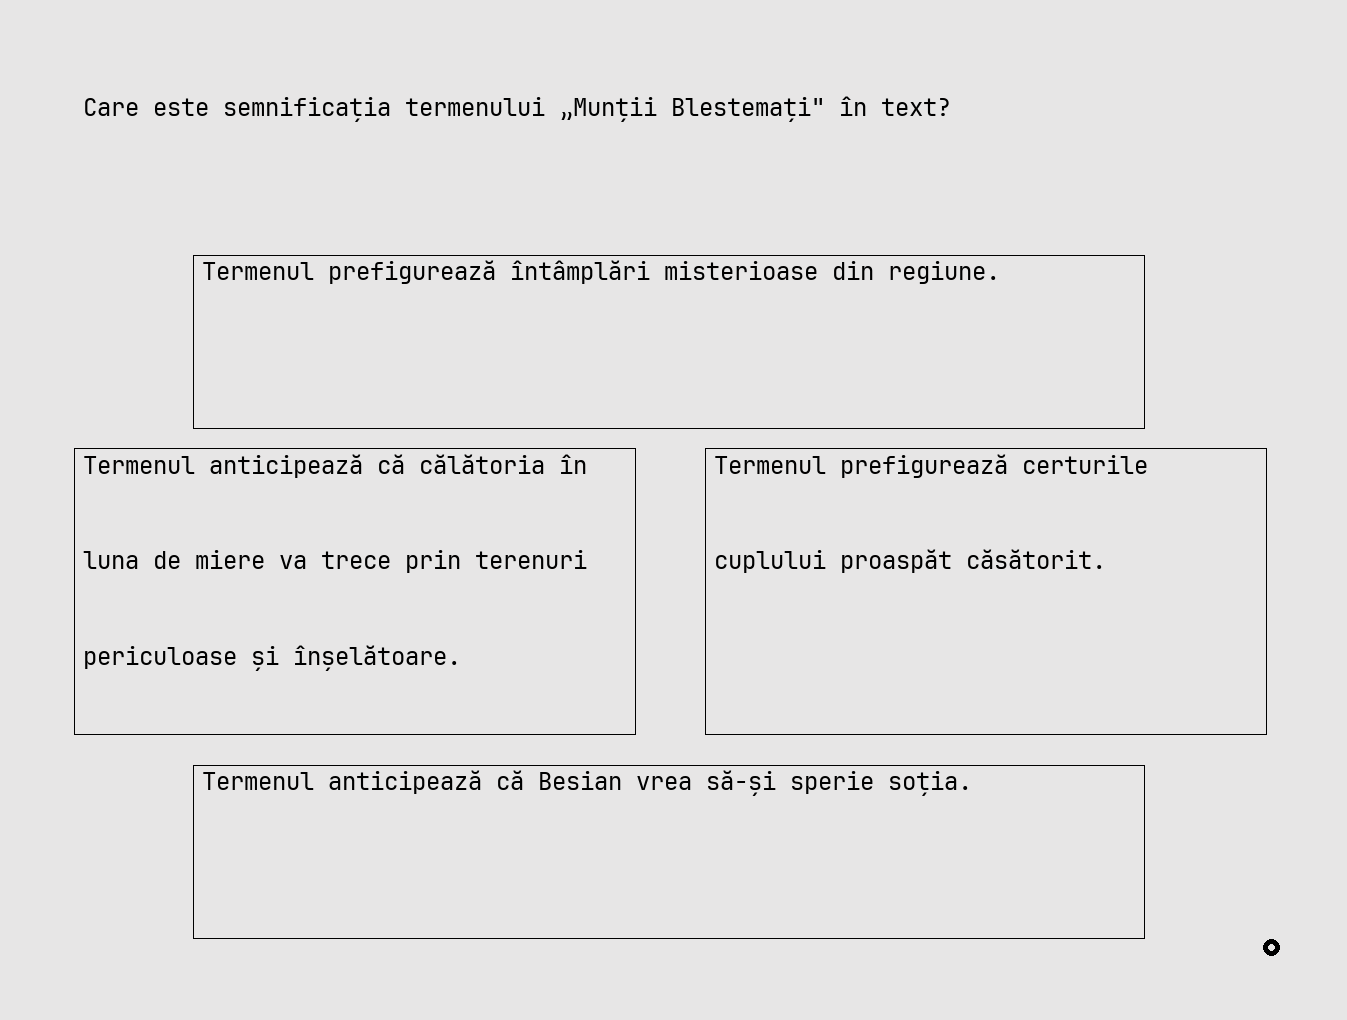 Care este semnificația termenului „Munții Blestemați" în text?
Termenul prefigurează întâmplări misterioase din regiune.
Termenul anticipează că călătoria în
luna de miere va trece prin terenuri
periculoase și înșelătoare.
Termenul prefigurează certurile
cuplului proaspăt căsătorit.
Termenul anticipează că Besian vrea să-și sperie soția.